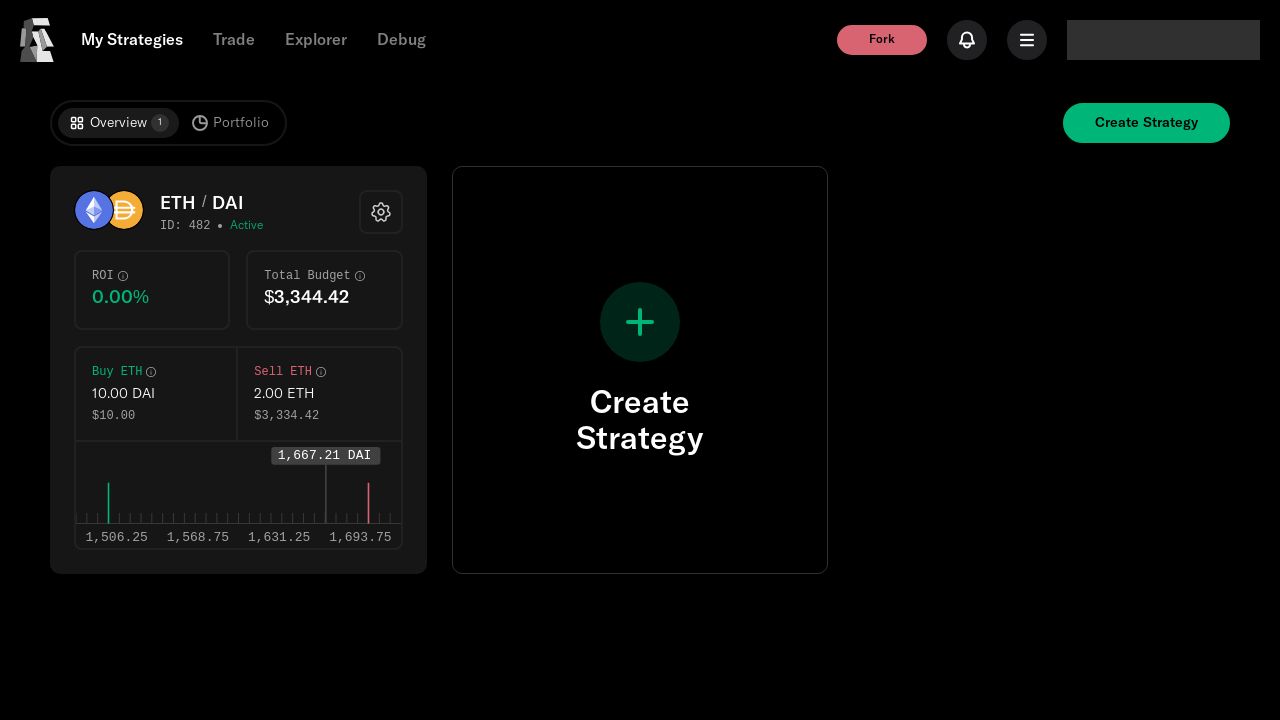 My Strategies Trade Explorer Debug Fork
Overview 1 Portfolio Create Strategy
ETH / DAI
ID: 482 • Active
ROI Total Budget
0.00% $3,344.42
Buy ETH Sell ETH
10.00 DAI 2.00 ETH
$10.00 $3,334.42
1,667.21 DAI
1,506.25 1,568.75 1,631.25 1,693.75
Create
Strategy